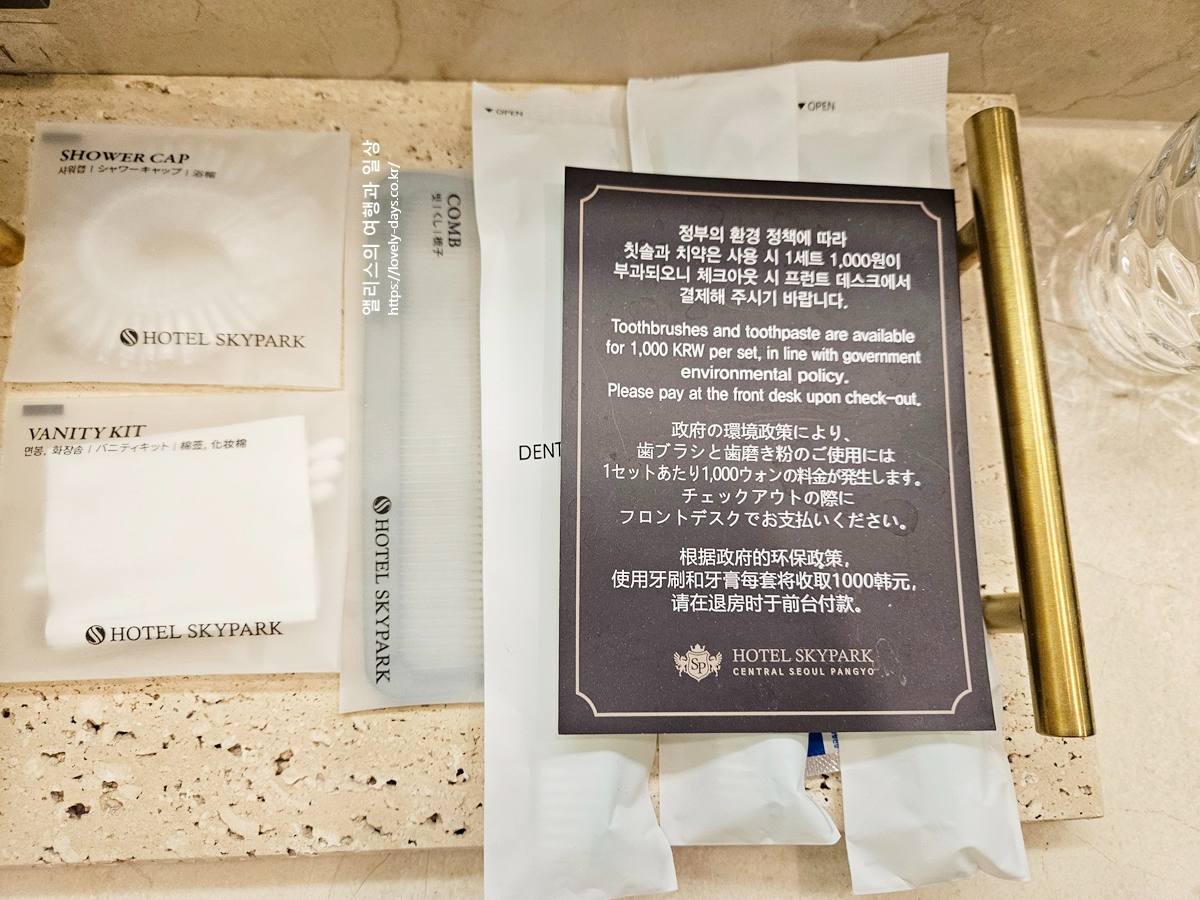 SHOWER CAP
샤워캡 | シャワーキャップ | 浴帽
HOTEL SKYPARK
VANITY KIT
면봉, 화장솜 | バニティキット | 棉签, 化妆棉
HOTEL SKYPARK
COMB
빗 | くし | 梳子
HOTEL SKYPARK
앨리스의 여행과 일상
https://lovely-days.co.kr/
OPEN
OPEN
DENT
정부의 환경 정책에 따라
칫솔과 치약은 사용 시 1세트 1,000원이
부과되오니 체크아웃 시 프런트 데스크에서
결제해 주시기 바랍니다.
Toothbrushes and toothpaste are available
for 1,000 KRW per set, in line with government
environmental policy.
Please pay at the front desk upon check-out.
政府の環境政策により、
歯ブラシと歯磨き粉のご使用には
1セットあたり1,000ウォンの料金が発生します。
チェックアウトの際に
フロントデスクでお支払いください。
根据政府的环保政策,
使用牙刷和牙膏每套将收取1000韩元,
请在退房时于前台付款。
SP
HOTEL SKYPARK
CENTRAL SEOUL PANGYO